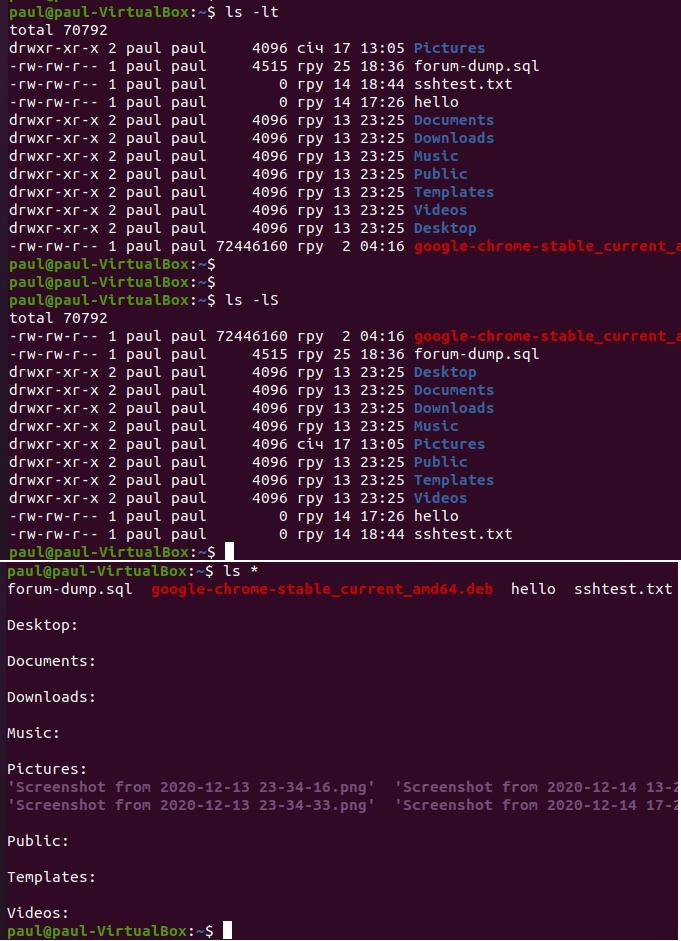 paul@paul-VirtualBox:~$ ls -lt
total 70792
drwxr-xr-x 2 paul paul     4096 січ 17 13:05 Pictures
-rw-rw-r-- 1 paul paul     4515 гру 25 18:36 forum-dump.sql
-rw-rw-r-- 1 paul paul        0 гру 14 18:44 sshtest.txt
-rw-rw-r-- 1 paul paul        0 гру 14 17:26 hello
drwxr-xr-x 2 paul paul     4096 гру 13 23:25 Documents
drwxr-xr-x 2 paul paul     4096 гру 13 23:25 Downloads
drwxr-xr-x 2 paul paul     4096 гру 13 23:25 Music
drwxr-xr-x 2 paul paul     4096 гру 13 23:25 Public
drwxr-xr-x 2 paul paul     4096 гру 13 23:25 Templates
drwxr-xr-x 2 paul paul     4096 гру 13 23:25 Videos
drwxr-xr-x 2 paul paul     4096 гру 13 23:25 Desktop
-rw-rw-r-- 1 paul paul 72446160 гру  2 04:16 google-chrome-stable_current_a
paul@paul-VirtualBox:~$
paul@paul-VirtualBox:~$
paul@paul-VirtualBox:~$ ls -lS
total 70792
-rw-rw-r-- 1 paul paul 72446160 гру  2 04:16 google-chrome-stable_current_a
-rw-rw-r-- 1 paul paul     4515 гру 25 18:36 forum-dump.sql
drwxr-xr-x 2 paul paul     4096 гру 13 23:25 Desktop
drwxr-xr-x 2 paul paul     4096 гру 13 23:25 Documents
drwxr-xr-x 2 paul paul     4096 гру 13 23:25 Downloads
drwxr-xr-x 2 paul paul     4096 гру 13 23:25 Music
drwxr-xr-x 2 paul paul     4096 січ 17 13:05 Pictures
drwxr-xr-x 2 paul paul     4096 гру 13 23:25 Public
drwxr-xr-x 2 paul paul     4096 гру 13 23:25 Templates
drwxr-xr-x 2 paul paul     4096 гру 13 23:25 Videos
-rw-rw-r-- 1 paul paul        0 гру 14 17:26 hello
-rw-rw-r-- 1 paul paul        0 гру 14 18:44 sshtest.txt
paul@paul-VirtualBox:~$
paul@paul-VirtualBox:~$ ls *
forum-dump.sql  google-chrome-stable_current_amd64.deb  hello  sshtest.txt
Desktop:
Documents:
Downloads:
Music:
Pictures:
'Screenshot from 2020-12-13 23-34-16.png'  'Screenshot from 2020-12-14 13-2
'Screenshot from 2020-12-13 23-34-33.png'  'Screenshot from 2020-12-14 17-2
Public:
Templates:
Videos:
paul@paul-VirtualBox:~$